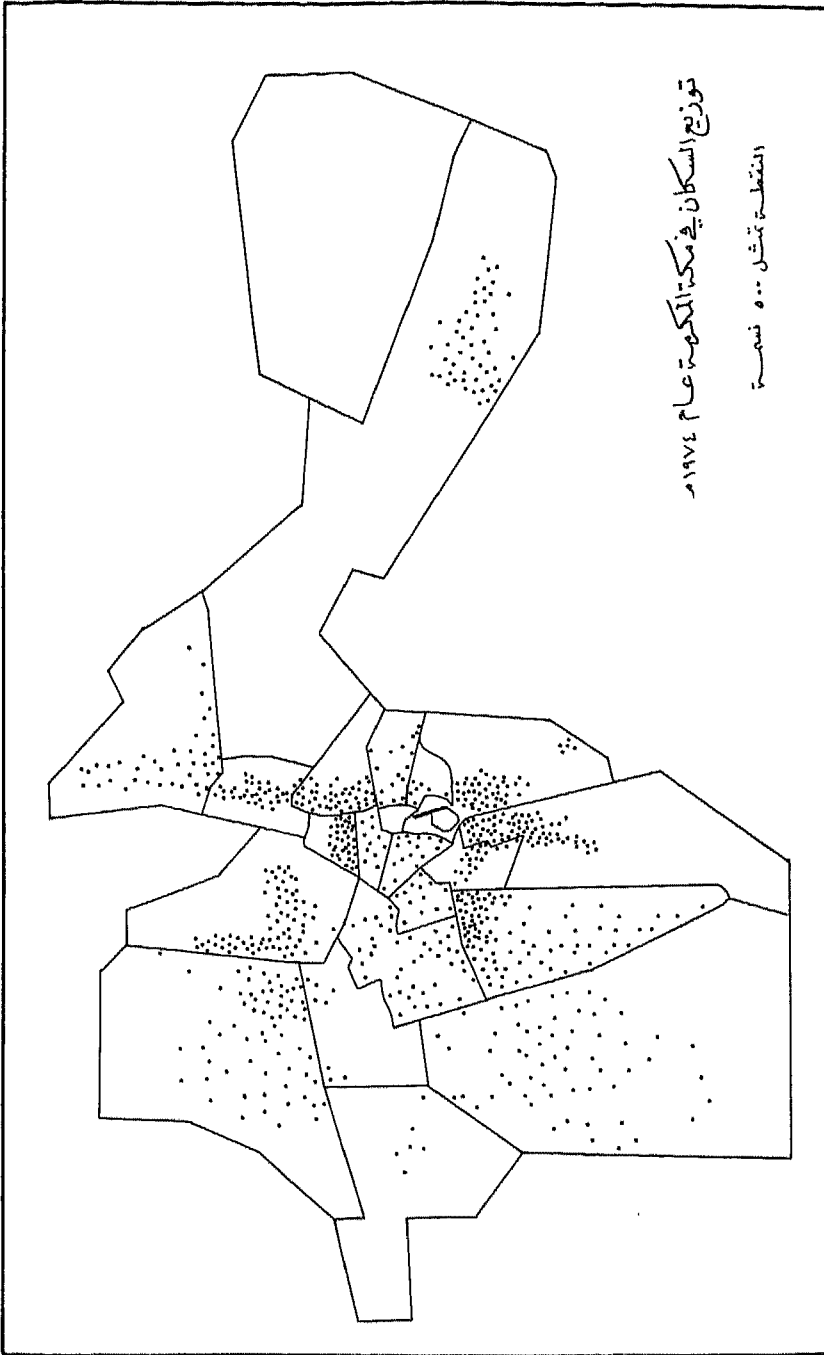 توزيع السكان في مكة المكرمة عام ١٩٧٤م
النقطة تمثل ٥٠٠ نسمة